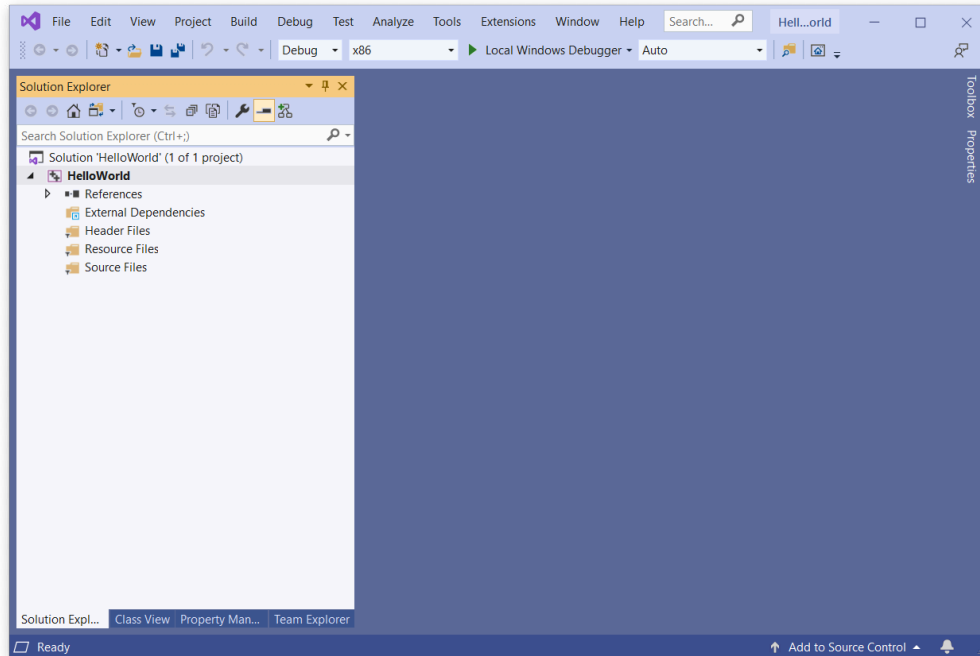 File Edit View Project Build Debug Test Analyze Tools Extensions Window Help Search... Hell...orld
Debug x86 Local Windows Debugger Auto
Solution Explorer
Search Solution Explorer (Ctrl+;)
Solution 'HelloWorld' (1 of 1 project)
HelloWorld
References
External Dependencies
Header Files
Resource Files
Source Files
Toolbox
Properties
Solution Expl... Class View Property Man... Team Explorer
Ready Add to Source Control